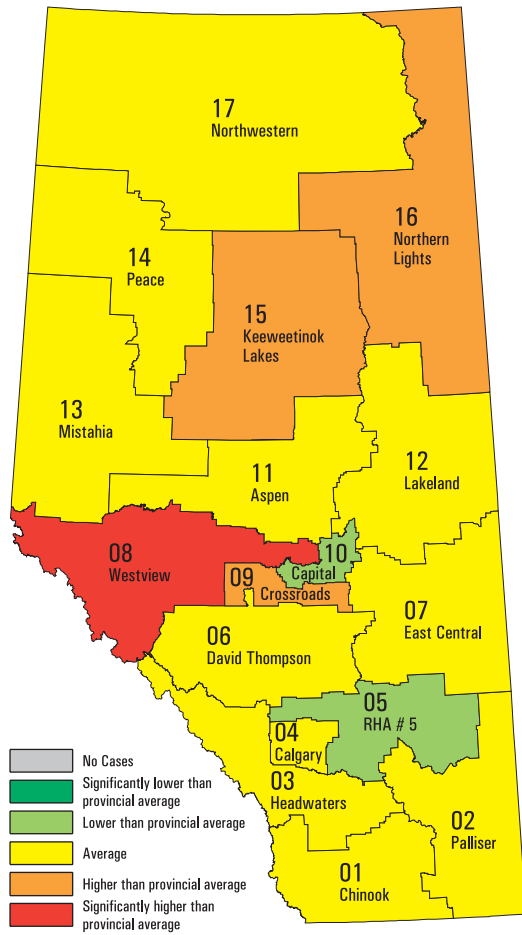 17
Northwestern
16
Northern
Lights
14
Peace
15
Keeweetinok
Lakes
13
Mistahia
11
Aspen
12
Lakeland
08
Westview
10
Capital
09
Crossroads
07
East Central
06
David Thompson
05
RHA # 5
04
Calgary
03
Headwaters
02
Palliser
01
Chinook
No Cases
Significantly lower than
provincial average
Lower than provincial average
Average
Higher than provincial average
Significantly higher than
provincial average